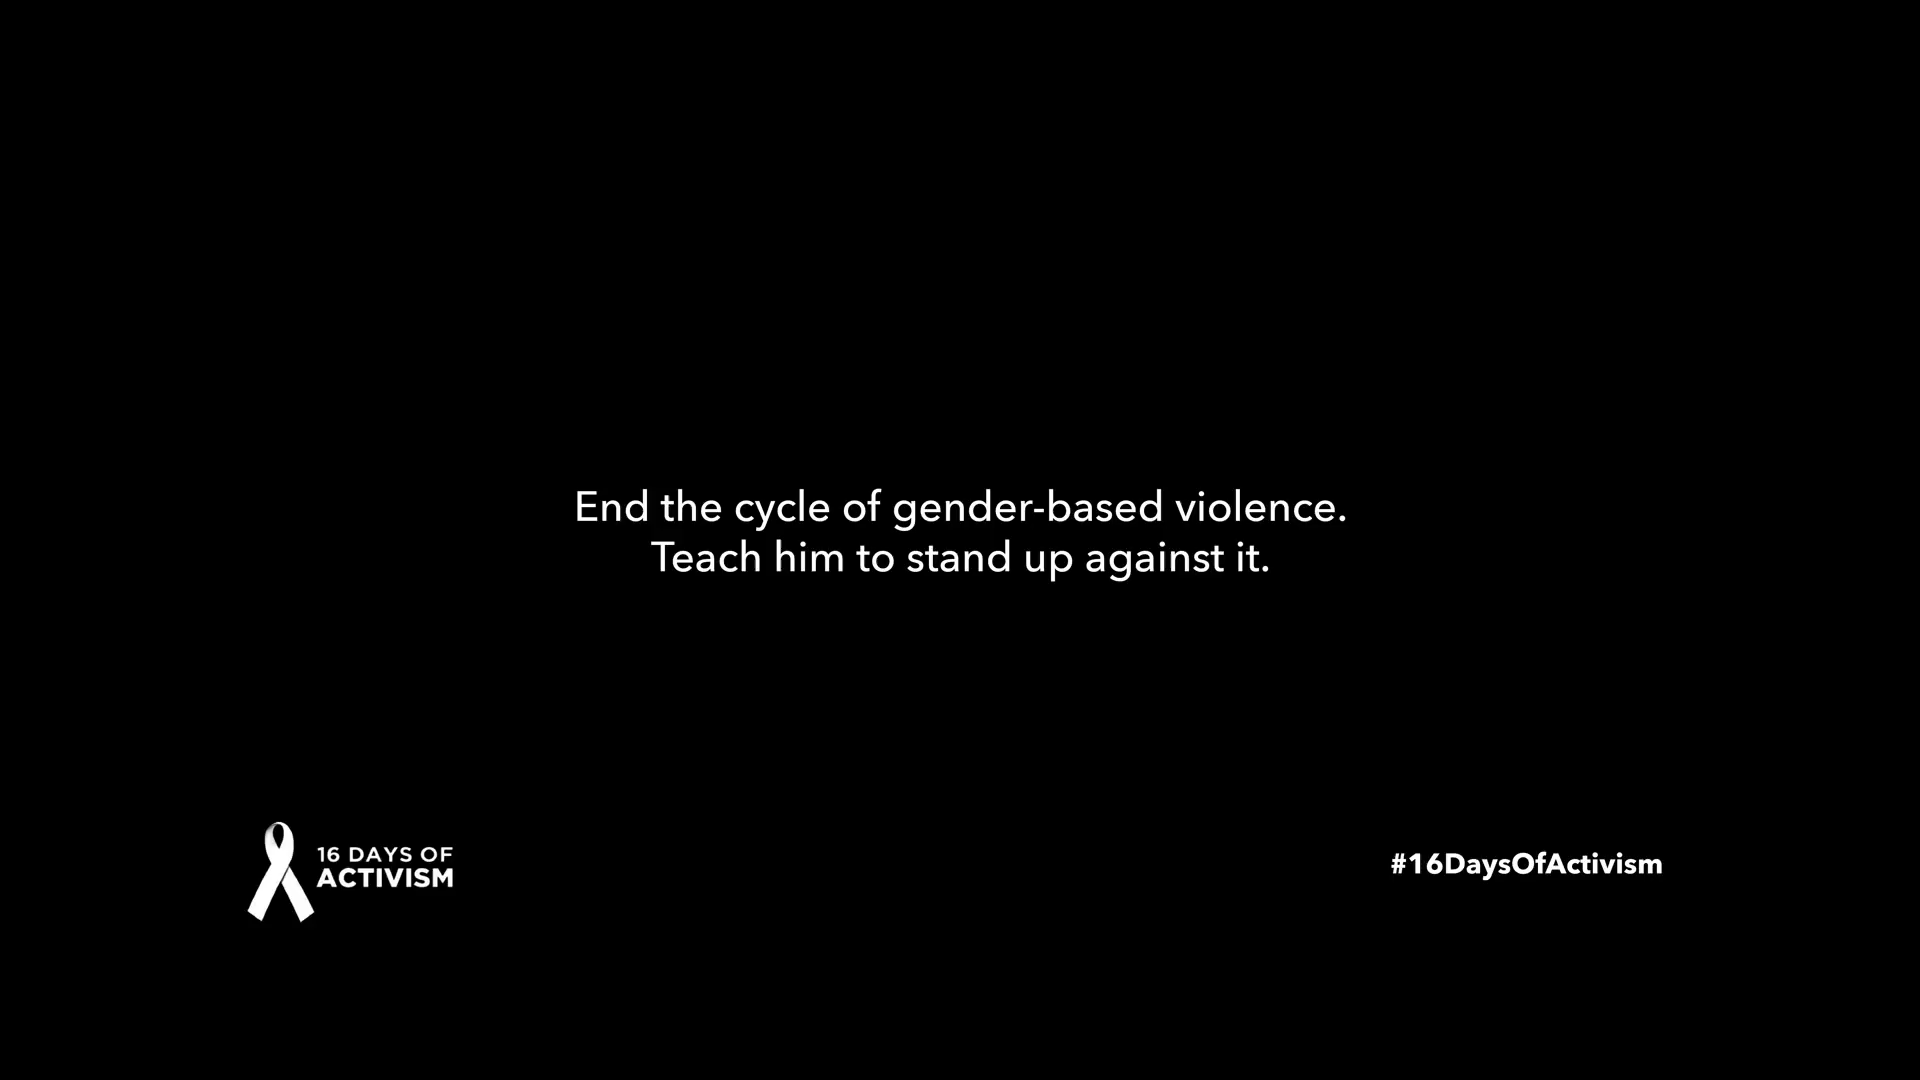 End the cycle of gender-based violence.
Teach him to stand up against it.
16 DAYS OF
ACTIVISM
#16DaysOfActivism